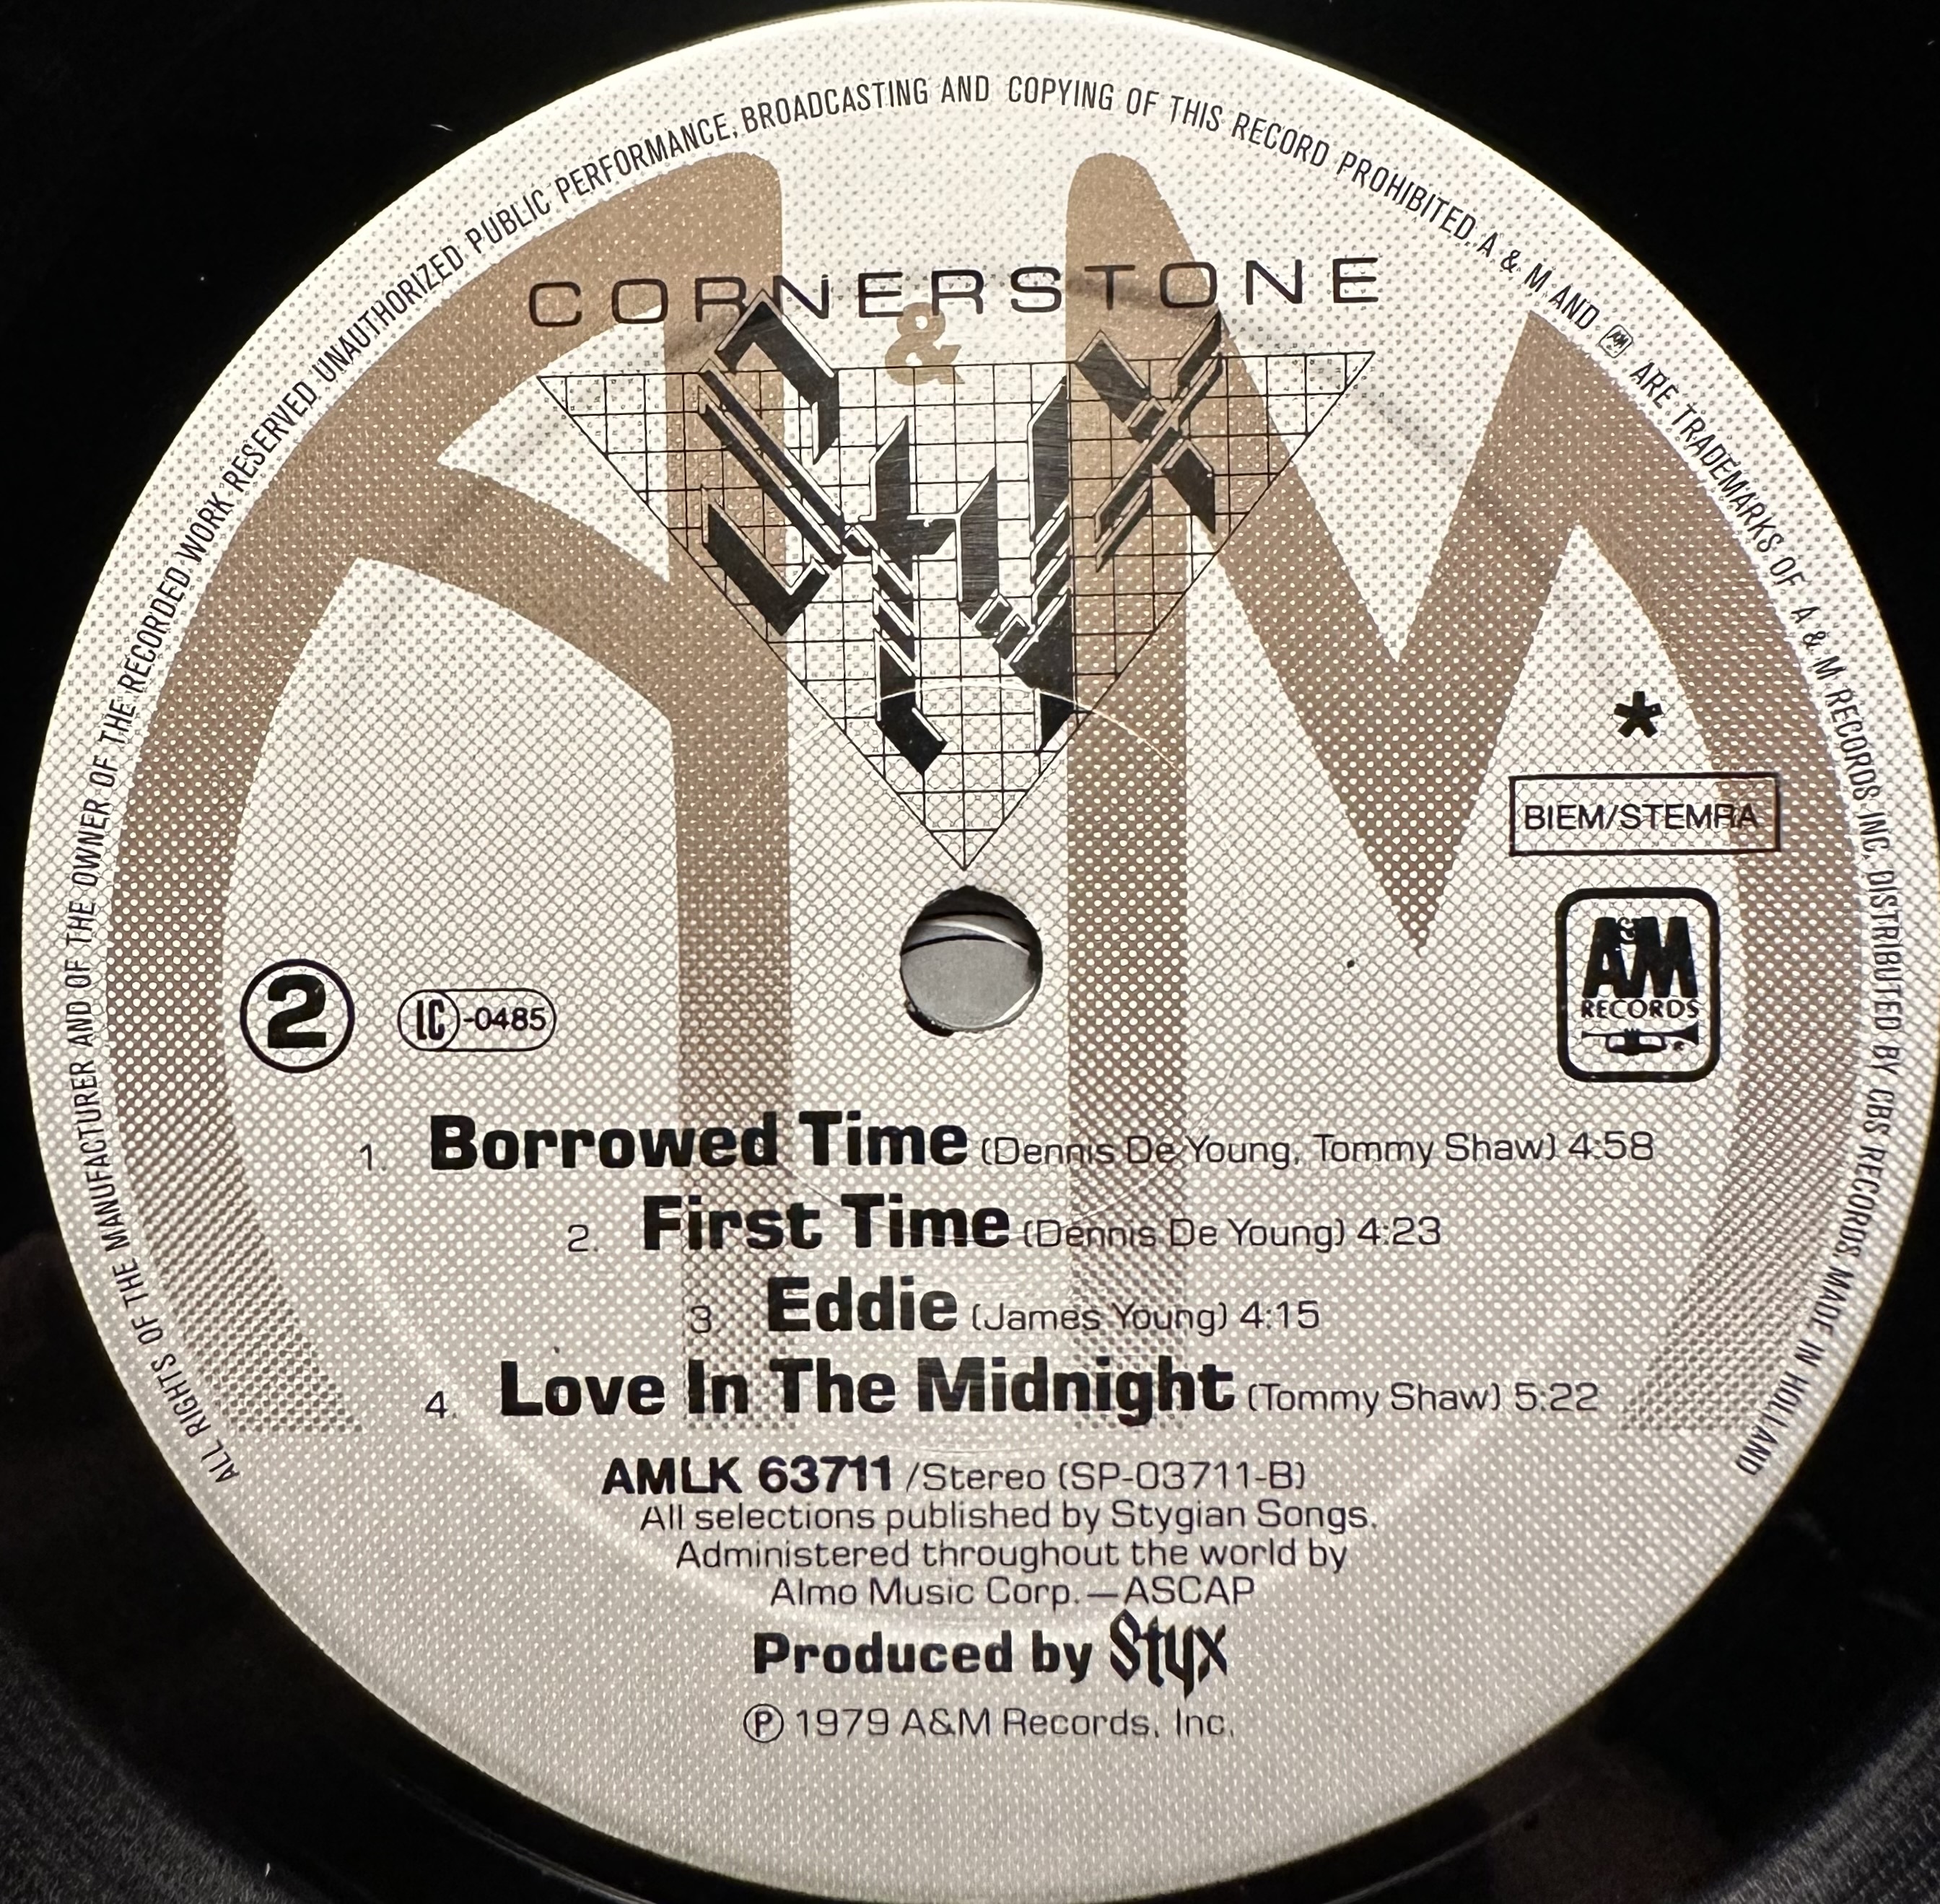 ALL RIGHTS OF THE MANUFACTURER AND OF THE OWNER OF THE RECORDED WORK RESERVED UNAUTHORIZED PUBLIC PERFORMANCE, BROADCASTING AND COPYING OF THIS RECORD PROHIBITED. A & M AND A&M ARE TRADEMARKS OF A & M RECORDS INC. DISTRIBUTED BY CBS RECORDS. MADE IN HOLLAND
A&M
CORNERSTONE
Styx
*
BIEM/STEMRA
A&M
RECORDS
2 LC-0485
1. Borrowed Time (Dennis De Young, Tommy Shaw) 4:58
2. First Time (Dennis De Young) 4:23
3. Eddie (James Young) 4:15
4. Love In The Midnight (Tommy Shaw) 5:22
AMLK 63711 /Stereo (SP-03711-B)
All selections published by Stygian Songs.
Administered throughout the world by
Almo Music Corp. — ASCAP
Produced by Styx
℗ 1979 A&M Records, Inc.